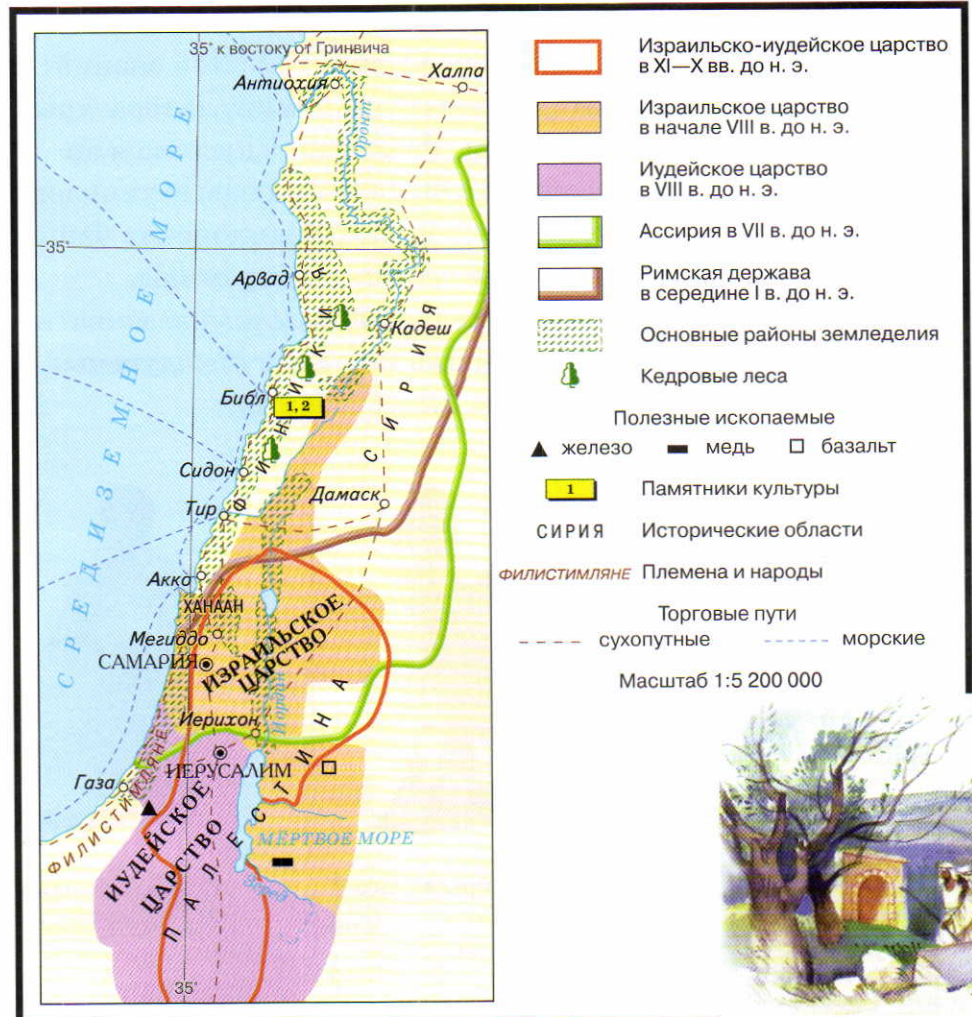 35° к востоку от Гринвича
Антиохия
Халпа
Оронт
35°
Арвад
Кадеш
Библ
1, 2
ФИНИКИЯ
СИРИЯ
Сидон
Дамаск
Тир
СРЕДИЗЕМНОЕ МОРЕ
Акко
ХАНААН
Мегиддо
САМАРИЯ
ИЗРАИЛЬСКОЕ
ЦАРСТВО
Иордан
Иерихон
ИЕРУСАЛИМ
Газа
ФИЛИСТИМЛЯНЕ
ИУДЕЙСКОЕ
ЦАРСТВО
ПАЛЕСТИНА
МЁРТВОЕ МОРЕ
35°
Израильско-иудейское царство
в XI—X вв. до н. э.
Израильское царство
в начале VIII в. до н. э.
Иудейское царство
в VIII в. до н. э.
Ассирия в VII в. до н. э.
Римская держава
в середине I в. до н. э.
Основные районы земледелия
Кедровые леса
Полезные ископаемые
железо медь базальт
1 Памятники культуры
СИРИЯ Исторические области
ФИЛИСТИМЛЯНЕ Племена и народы
Торговые пути
сухопутные морские
Масштаб 1:5 200 000